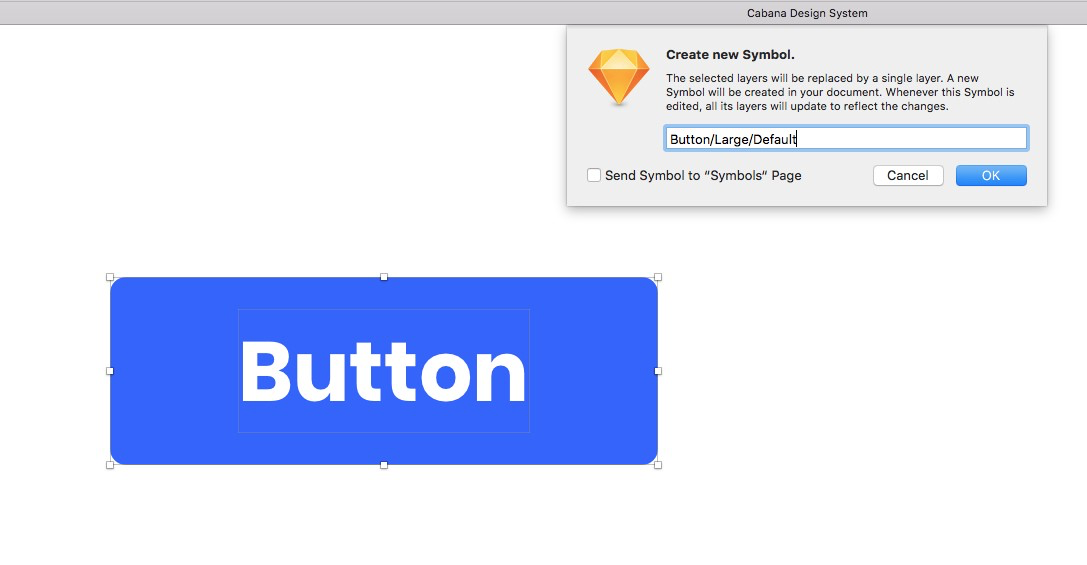 Cabana Design System
Create new Symbol.
The selected layers will be replaced by a single layer. A new
Symbol will be created in your document. Whenever this Symbol is
edited, all its layers will update to reflect the changes.
Button/Large/Default
Send Symbol to “Symbols“ Page
Cancel
OK
Button